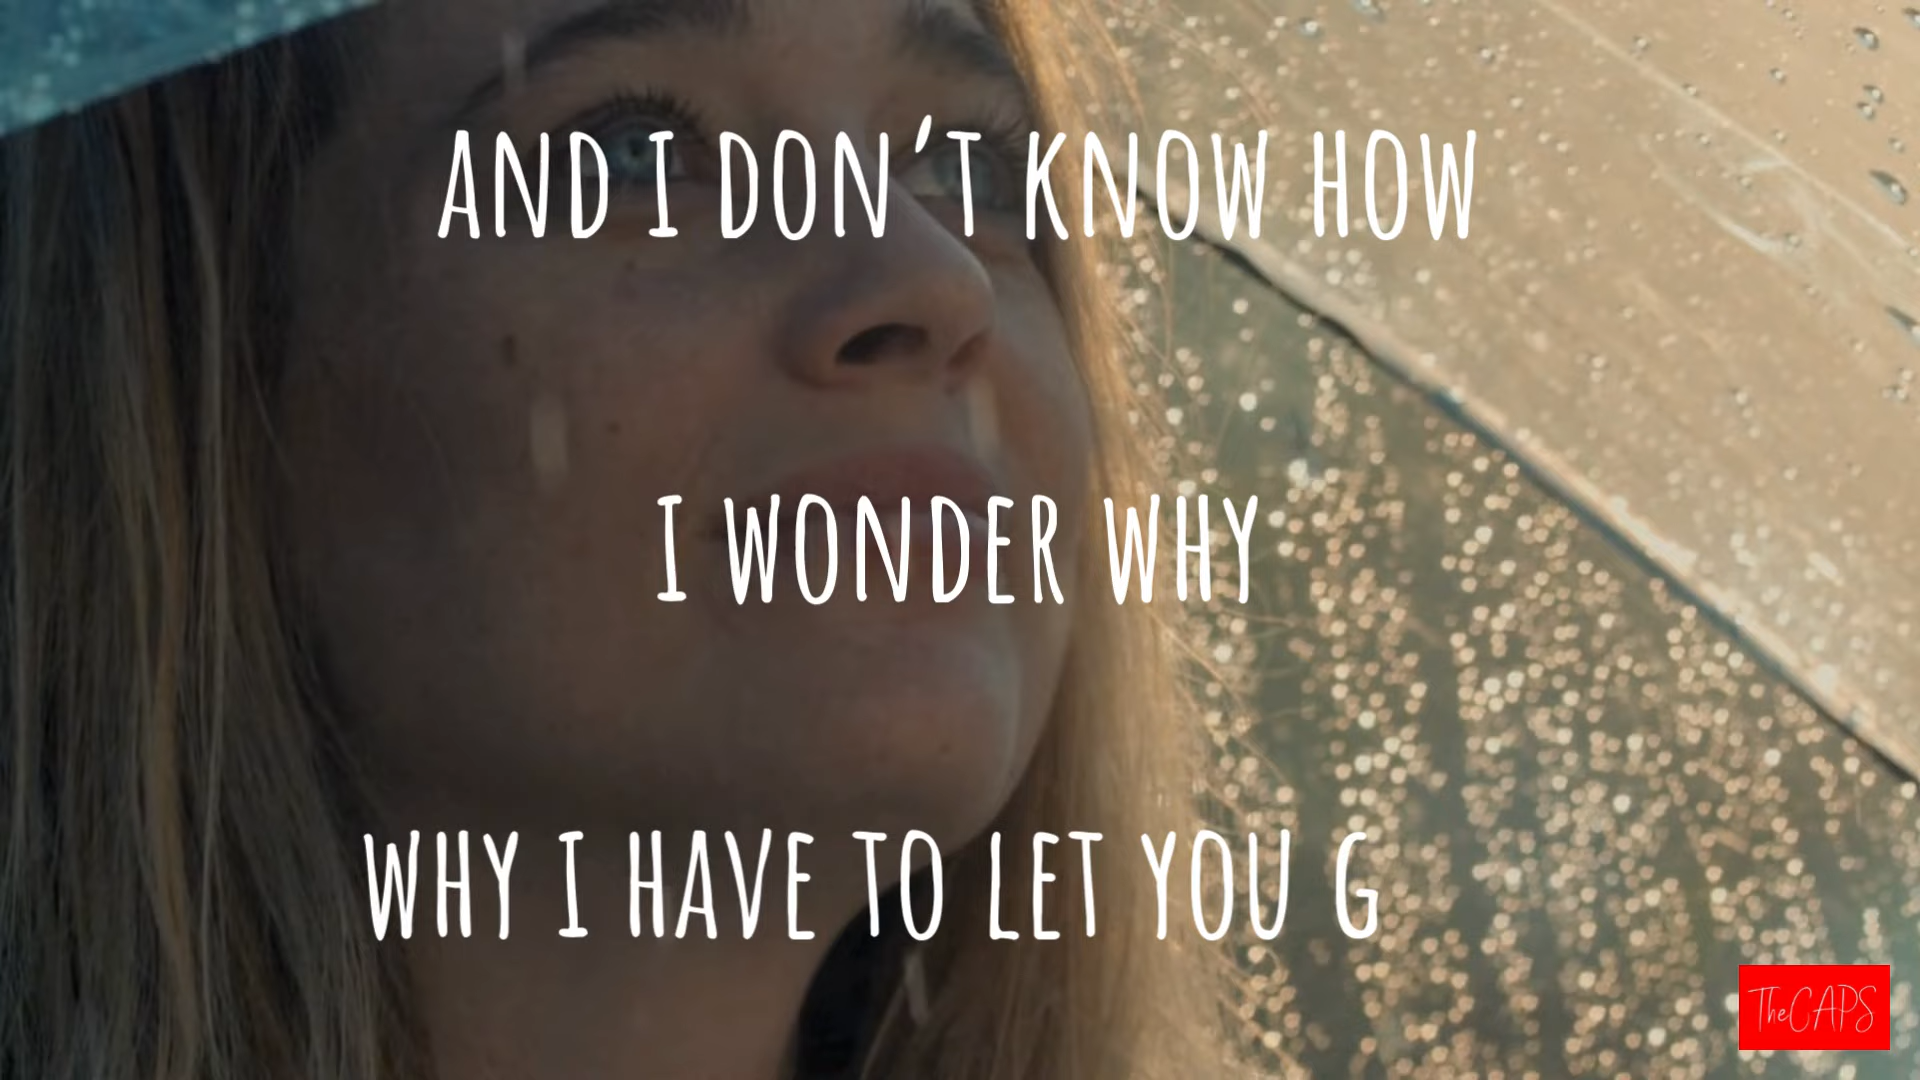 AND I DON'T KNOW HOW
I WONDER WHY
WHY I HAVE TO LET YOU G
TheCAPS